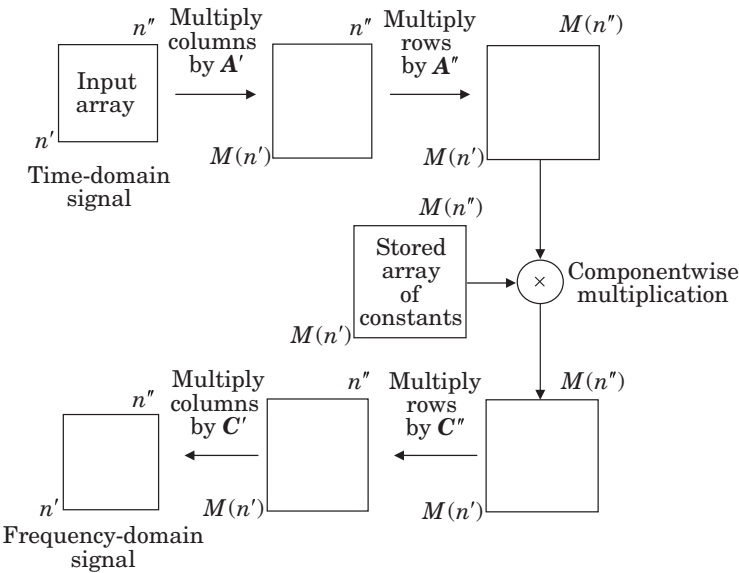 n″
Multiply
columns
by A′
n″
Multiply
rows
by A″
M(n″)
Input
array
n′
M(n′)
M(n′)
Time-domain
signal
M(n″)
Stored
array
of
constants
M(n′)
×
Componentwise
multiplication
n″
Multiply
columns
by C′
n″
Multiply
rows
by C″
M(n″)
n′
M(n′)
M(n′)
Frequency-domain
signal